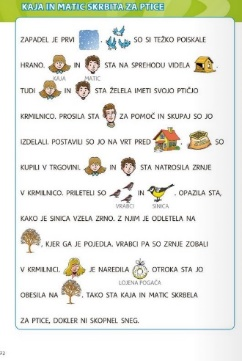 KAJA IN MATIC SKRBITA ZA PTICE
ZAPADEL JE PRVI . SO SI TEŽKO POISKALE
HRANO. IN STA NA SPREHODU VIDELA .
KAJA MATIC
TUDI IN STA ŽELELA IMETI SVOJO PTIČJO
KRMILNICO. PROSILA STA ZA POMOČ IN SKUPAJ SO JO
IZDELALI. POSTAVILI SO JO NA VRT PRED . SO
KUPILI V TRGOVINI. IN STA NATROSILA ZRNJE
V KRMILNICO. PRILETELI SO IN . OPAZILA STA,
VRABCI SINICA
KAKO JE SINICA VZELA ZRNO. Z NJIM JE ODLETELA NA
, KJER GA JE POJEDLA. VRABCI PA SO ZRNJE ZOBALI
V KRMILNICI. JE NAREDILA , OTROKA STA JO
LOJENA POGAČA
OBESILA NA . TAKO STA KAJA IN MATIC SKRBELA
ZA PTICE, DOKLER NI SKOPNEL SNEG.
32